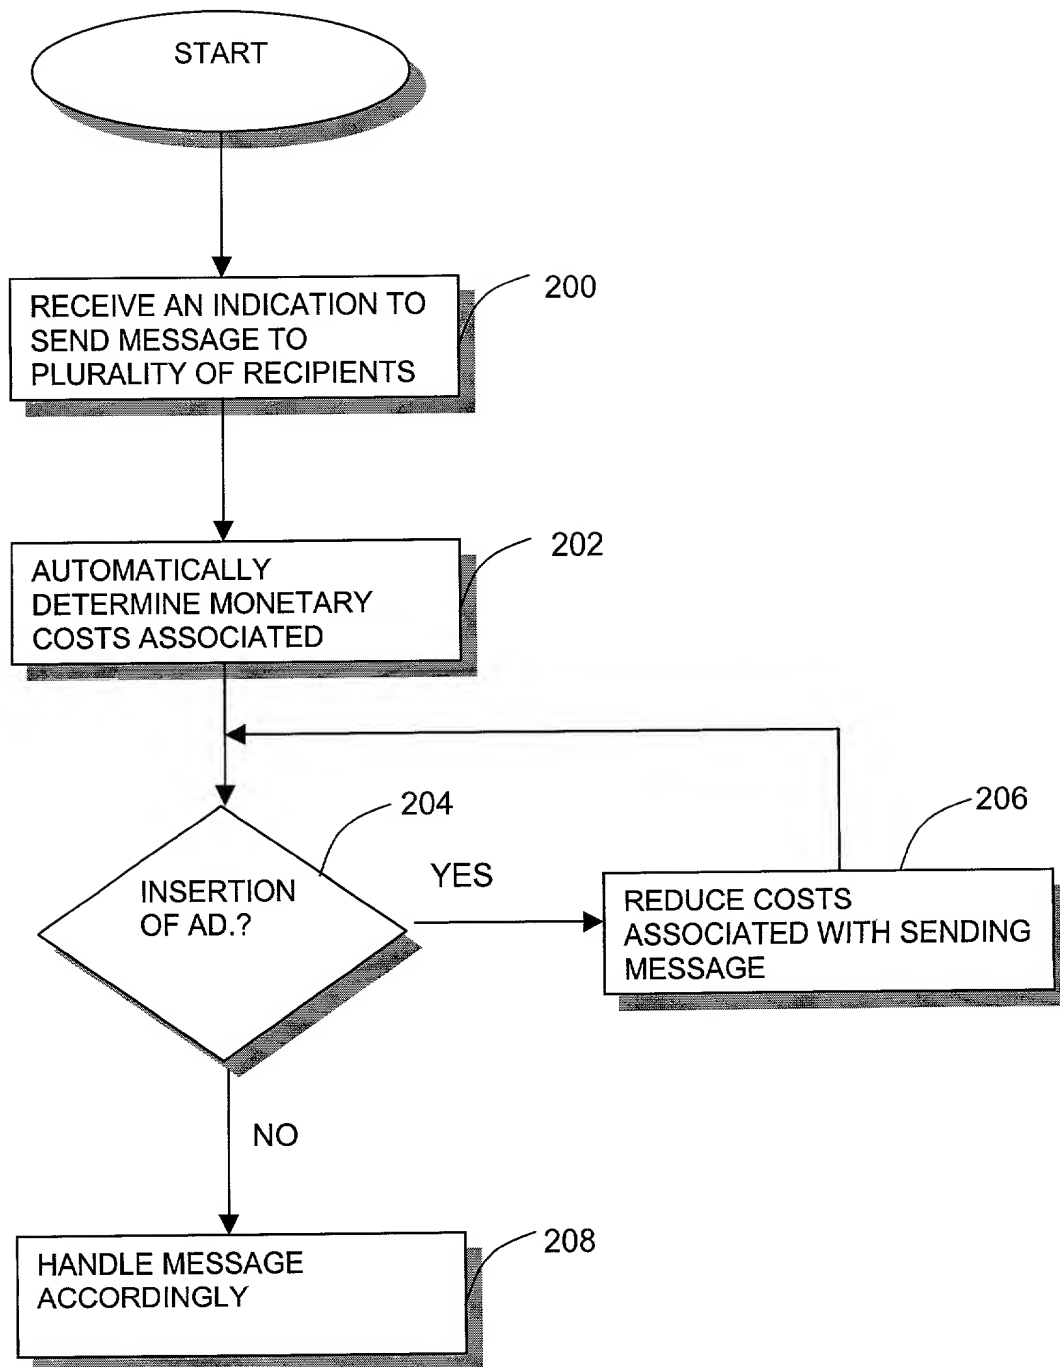 START
RECEIVE AN INDICATION TO
SEND MESSAGE TO
PLURALITY OF RECIPIENTS
200
AUTOMATICALLY
DETERMINE MONETARY
COSTS ASSOCIATED
202
INSERTION
OF AD.?
204
YES
REDUCE COSTS
ASSOCIATED WITH SENDING
MESSAGE
206
NO
HANDLE MESSAGE
ACCORDINGLY
208